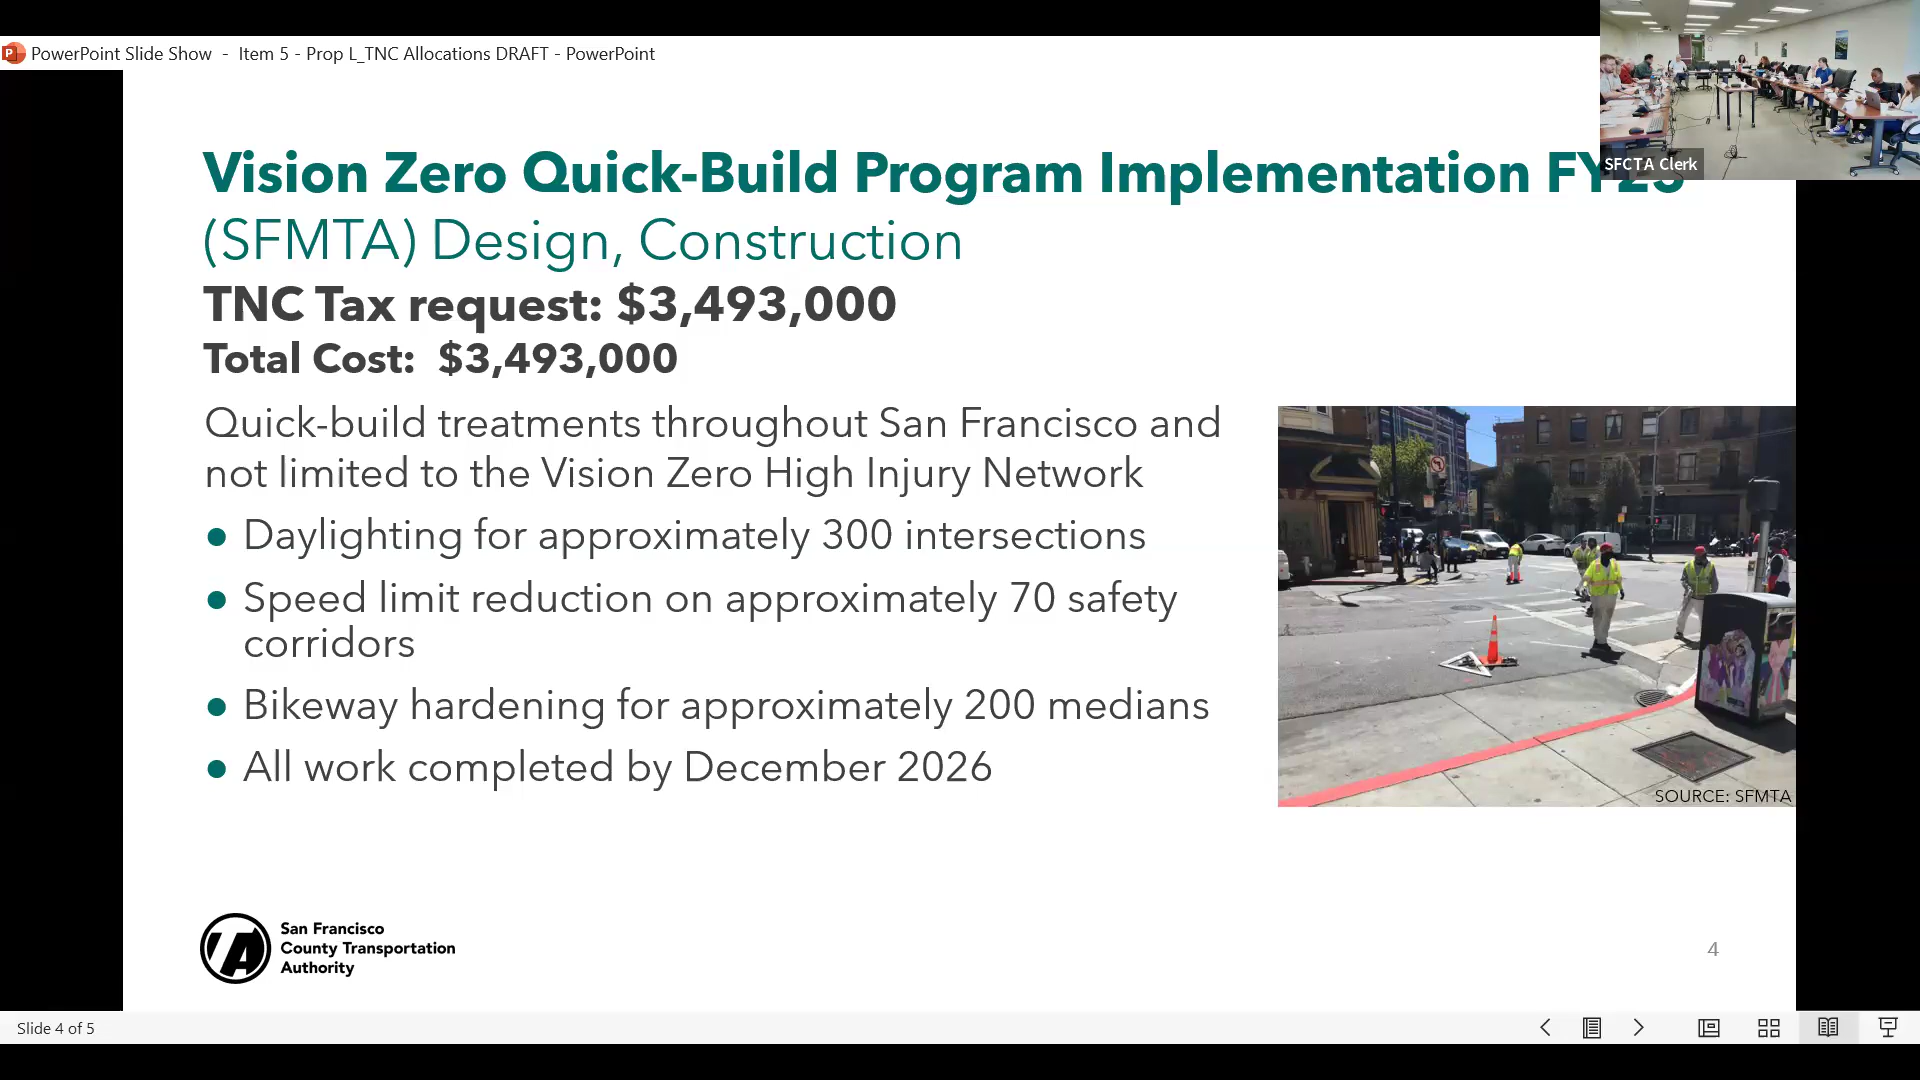 PowerPoint Slide Show - Item 5 - Prop L_TNC Allocations DRAFT - PowerPoint
SFCTA Clerk
Vision Zero Quick-Build Program Implementation
(SFMTA) Design, Construction
TNC Tax request: $3,493,000
Total Cost: $3,493,000
Quick-build treatments throughout San Francisco and
not limited to the Vision Zero High Injury Network
● Daylighting for approximately 300 intersections
● Speed limit reduction on approximately 70 safety
corridors
● Bikeway hardening for approximately 200 medians
● All work completed by December 2026
SOURCE: SFMTA
San Francisco
County Transportation
Authority
4
Slide 4 of 5